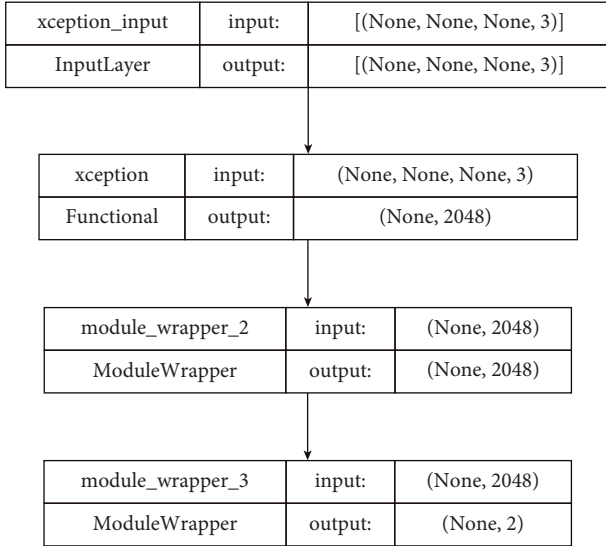 xception_input input: [(None, None, None, 3)]
InputLayer output: [(None, None, None, 3)]
xception input: (None, None, None, 3)
Functional output: (None, 2048)
module_wrapper_2 input: (None, 2048)
ModuleWrapper output: (None, 2048)
module_wrapper_3 input: (None, 2048)
ModuleWrapper output: (None, 2)